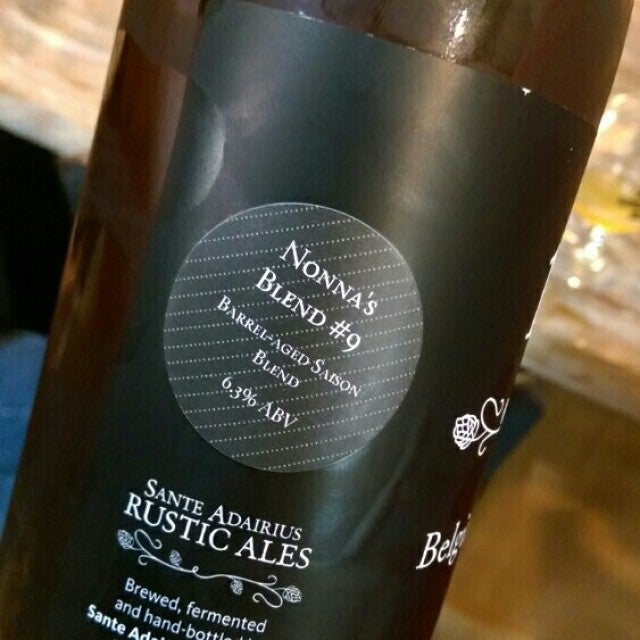 Nonna's
Blend #9
Barrel-aged Saison
Blend
6.3% ABV
Sante Adairius
Rustic Ales
Brewed, fermented
and hand-bottled
Sante